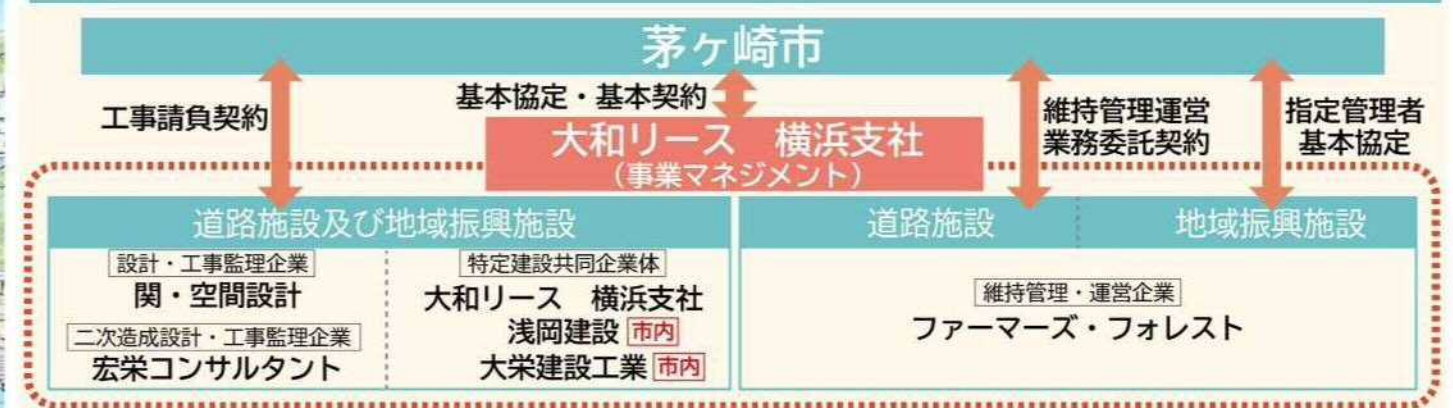 茅ヶ崎市
工事請負契約
基本協定・基本契約
維持管理運営
業務委託契約
指定管理者
基本協定
大和リース 横浜支社
（事業マネジメント）
道路施設及び地域振興施設
設計・工事監理企業
関・空間設計
二次造成設計・工事監理企業
宏栄コンサルタント
特定建設共同企業体
大和リース 横浜支社
浅岡建設 市内
大栄建設工業 市内
道路施設
地域振興施設
維持管理・運営企業
ファーマーズ・フォレスト